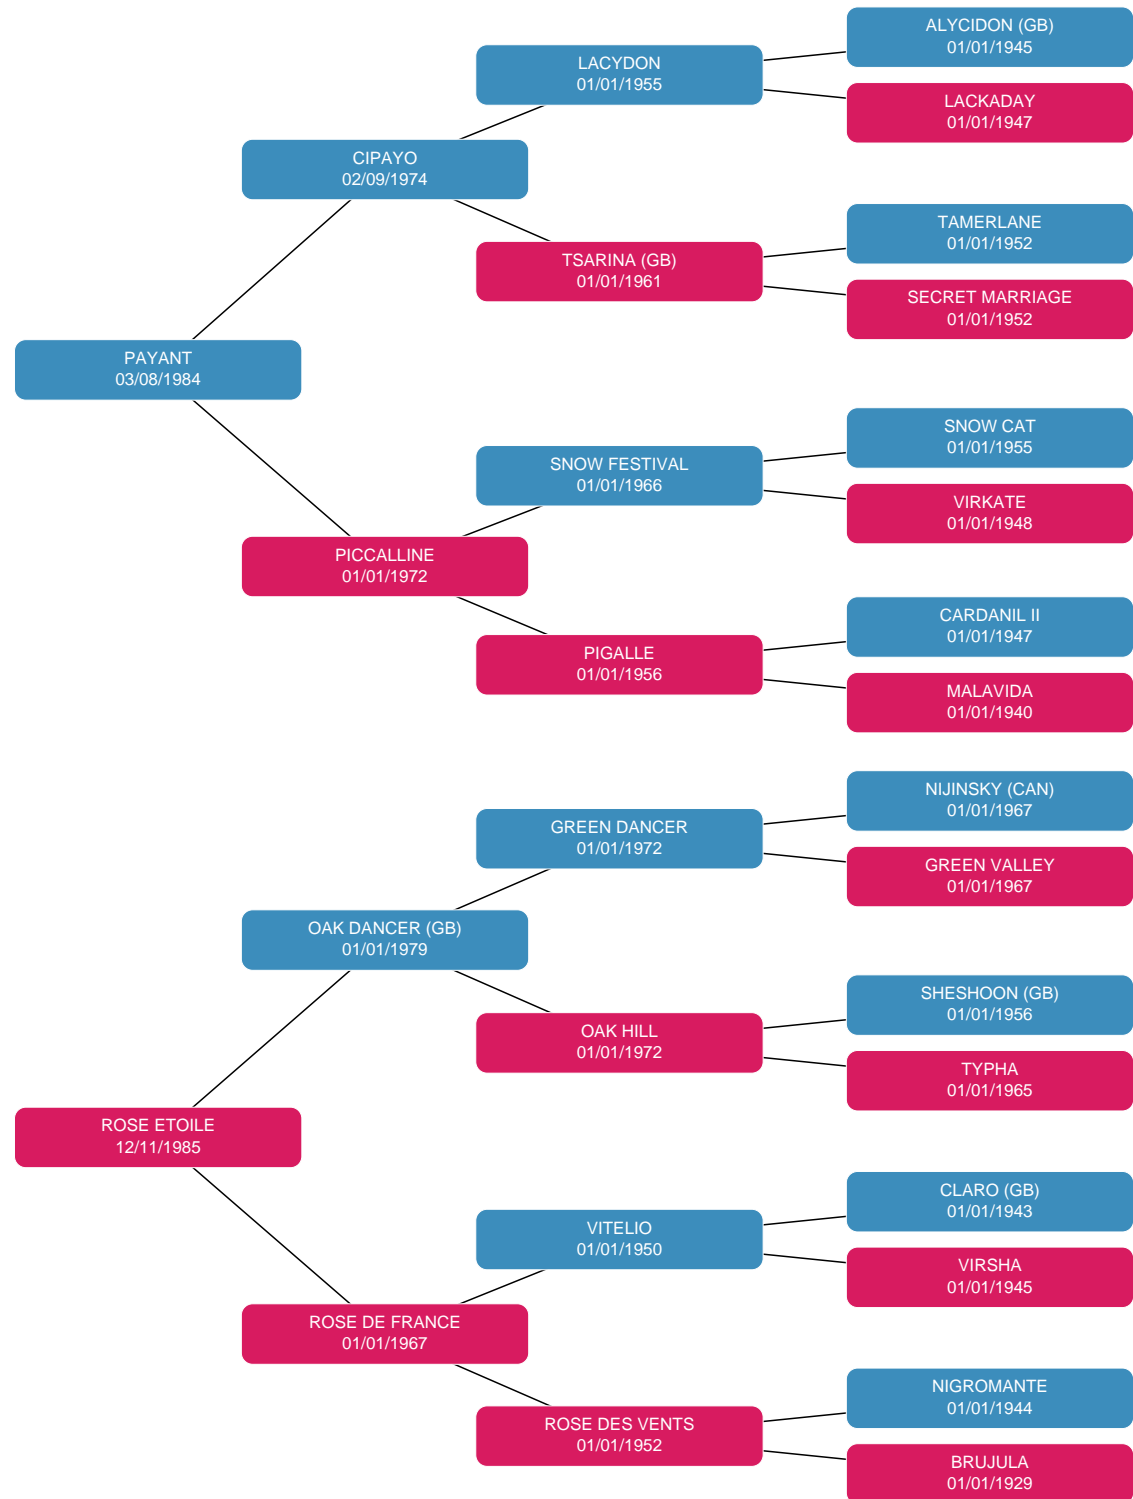 ALYCIDON (GB)
01/01/1945
LACYDON
01/01/1955
LACKADAY
01/01/1947
CIPAYO
02/09/1974
TAMERLANE
01/01/1952
TSARINA (GB)
01/01/1961
SECRET MARRIAGE
01/01/1952
PAYANT
03/08/1984
SNOW CAT
01/01/1955
SNOW FESTIVAL
01/01/1966
VIRKATE
01/01/1948
PICCALLINE
01/01/1972
CARDANIL II
01/01/1947
PIGALLE
01/01/1956
MALAVIDA
01/01/1940
NIJINSKY (CAN)
01/01/1967
GREEN DANCER
01/01/1972
GREEN VALLEY
01/01/1967
OAK DANCER (GB)
01/01/1979
SHESHOON (GB)
01/01/1956
OAK HILL
01/01/1972
TYPHA
01/01/1965
ROSE ETOILE
12/11/1985
CLARO (GB)
01/01/1943
VITELIO
01/01/1950
VIRSHA
01/01/1945
ROSE DE FRANCE
01/01/1967
NIGROMANTE
01/01/1944
ROSE DES VENTS
01/01/1952
BRUJULA
01/01/1929